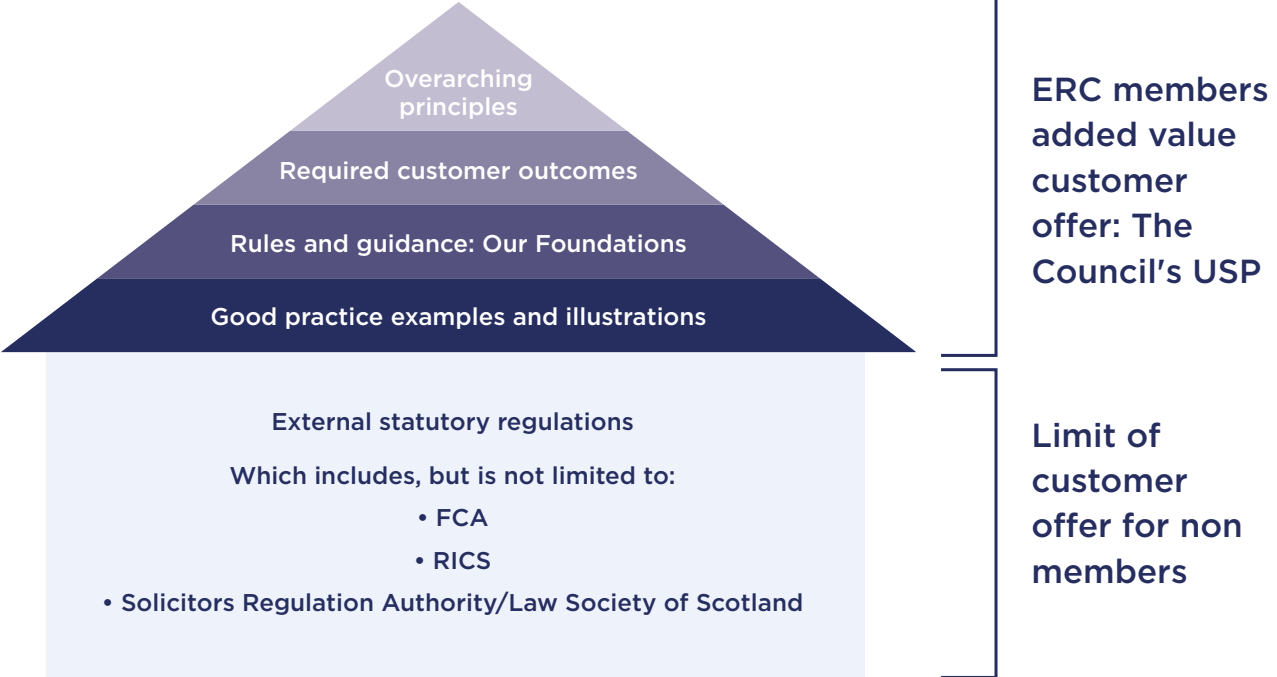 Overarching
principles
Required customer outcomes
Rules and guidance: Our Foundations
Good practice examples and illustrations
External statutory regulations
Which includes, but is not limited to:
• FCA
• RICS
• Solicitors Regulation Authority/Law Society of Scotland
ERC members
added value
customer
offer: The
Council's USP
Limit of
customer
offer for non
members